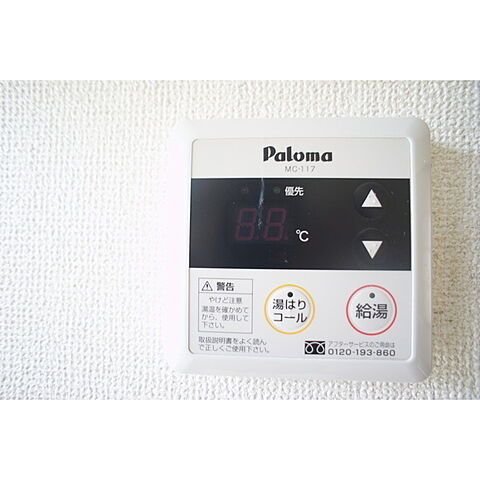 Paloma
MC-117
優先
88
℃
警告
やけど注意
湯温を確かめて
から、使用して
下さい。
取扱説明書をよく読ん
で正しくご使用下さい。
湯はり
コール
給湯
アフターサービスのご用命は
0120-193-860